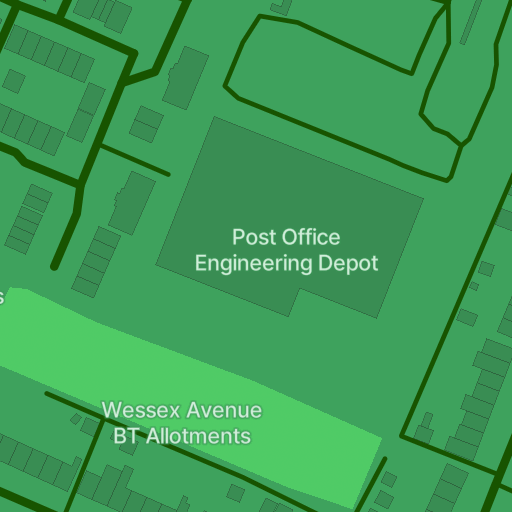 Post Office
Engineering Depot
s
Wessex Avenue
BT Allotments